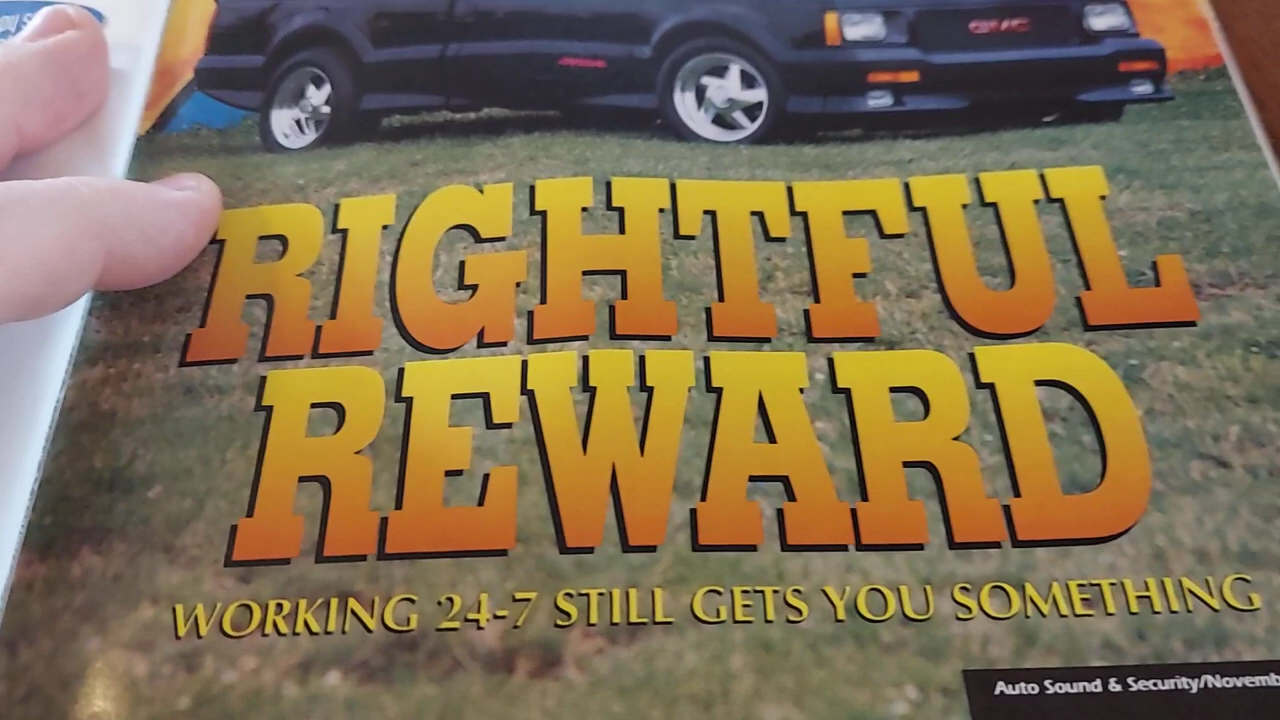 GMC
RIGHTFUL
REWARD
WORKING 24-7 STILL GETS YOU SOMETHING
Auto Sound & Security/Novemb